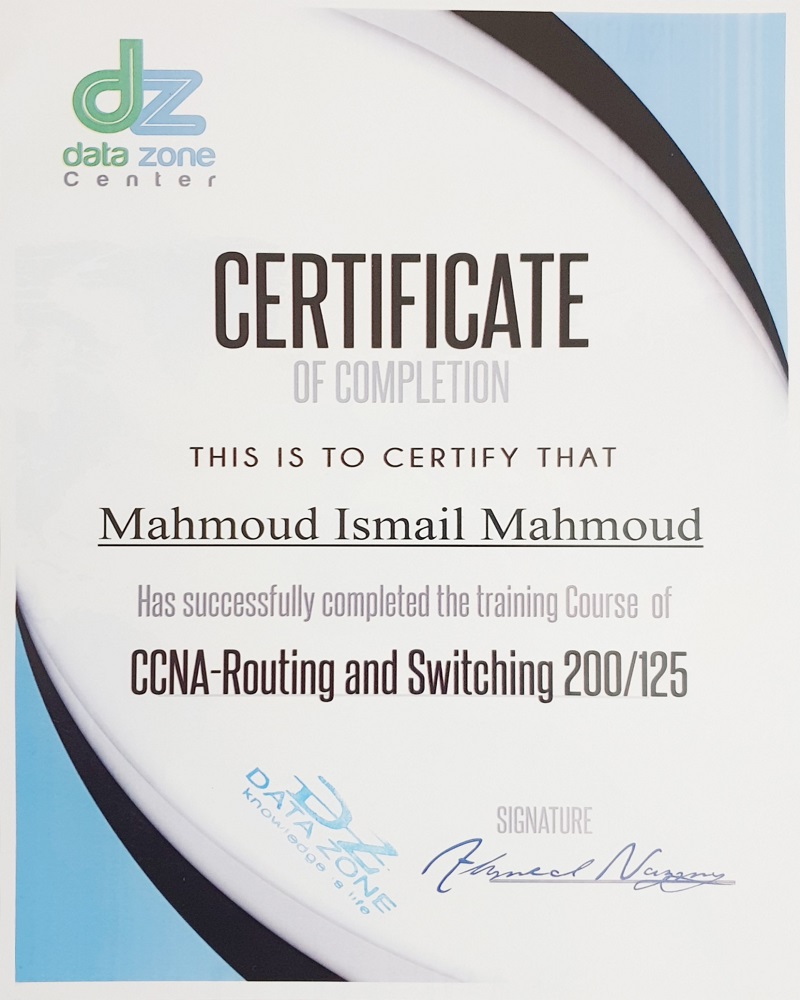 dz
data zone
Center
CERTIFICATE
OF COMPLETION
THIS IS TO CERTIFY THAT
Mahmoud Ismail Mahmoud
Has successfully completed the training Course of
CCNA-Routing and Switching 200/125
DZ
DATA ZONE
knowledge is life
SIGNATURE
Ahmed